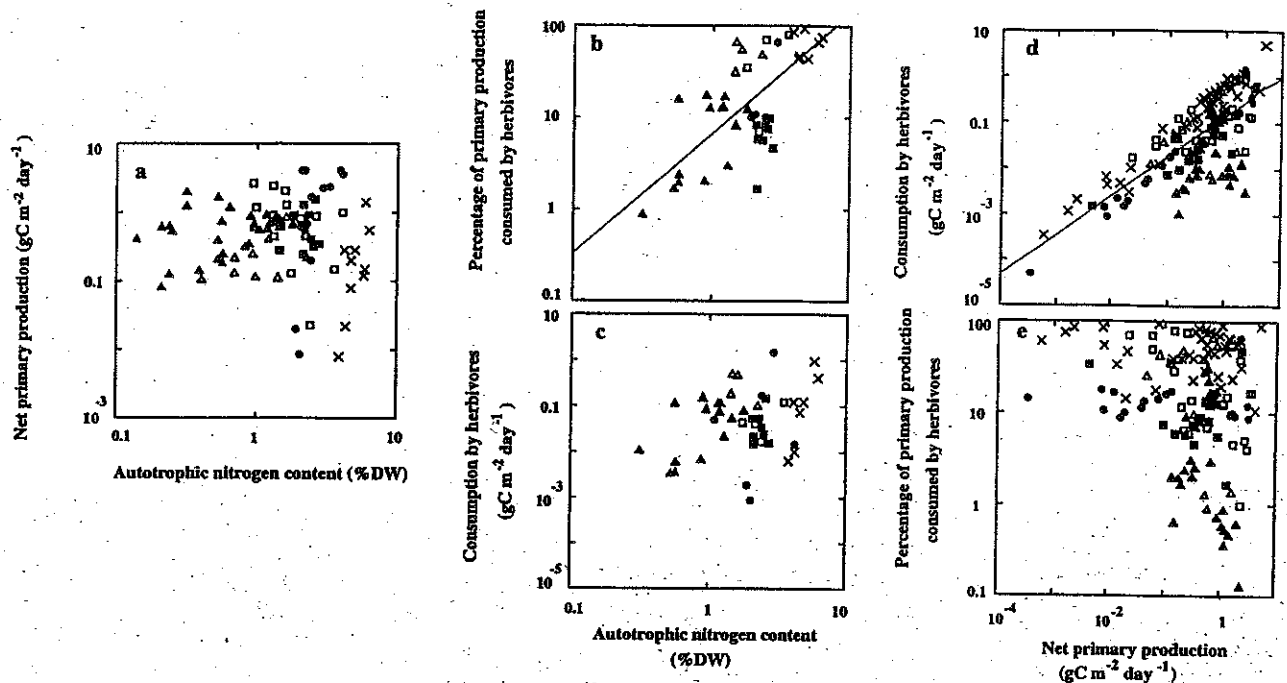 a
Net primary production (gC m⁻² day⁻¹)
10
0.1
10⁻³
0.1 1 10
Autotrophic nitrogen content (%DW)
b
Percentage of primary production
consumed by herbivores
100
10
1
0.1
c
Consumption by herbivores
(gC m⁻² day⁻¹)
10
0.1
10⁻³
10⁻⁵
0.1 1 10
Autotrophic nitrogen content
(%DW)
d
Consumption by herbivores
(gC m⁻² day⁻¹)
10
0.1
10⁻³
10⁻⁵
e
Percentage of primary production
consumed by herbivores
100
10
1
0.1
10⁻⁴ 10⁻² 1
Net primary production
(gC m⁻² day⁻¹)